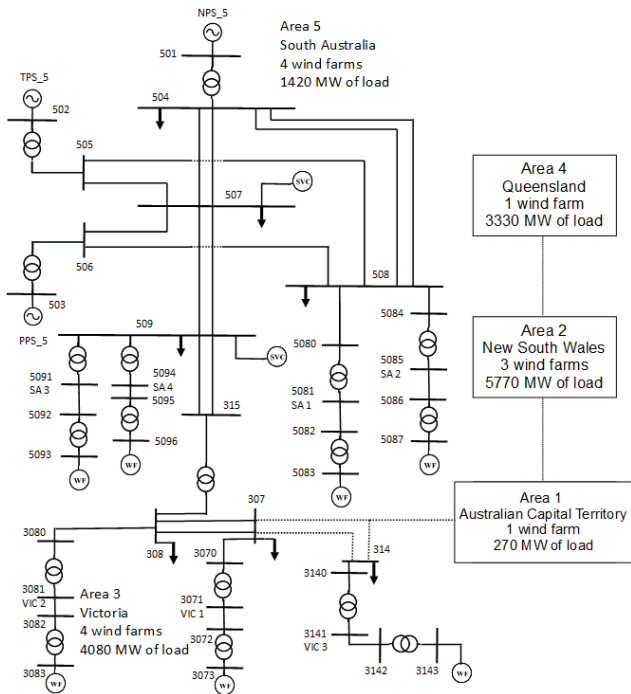 NPS_5
501
Area 5
South Australia
4 wind farms
1420 MW of load
TPS_5
502
504
505
SVC
507
506
503
PPS_5
508
Area 4
Queensland
1 wind farm
3330 MW of load
509
SVC
5091
SA 3
5092
5093
WF
5094
SA 4
5095
5096
WF
315
5080
5081
SA 1
5082
5083
WF
5084
5085
SA 2
5086
5087
WF
Area 2
New South Wales
3 wind farms
5770 MW of load
Area 1
Australian Capital Territory
1 wind farm
270 MW of load
307
308
314
3080
3081
VIC 2
3082
3083
WF
Area 3
Victoria
4 wind farms
4080 MW of load
3070
3071
VIC 1
3072
3073
WF
3140
3141
VIC 3
3142
3143
WF